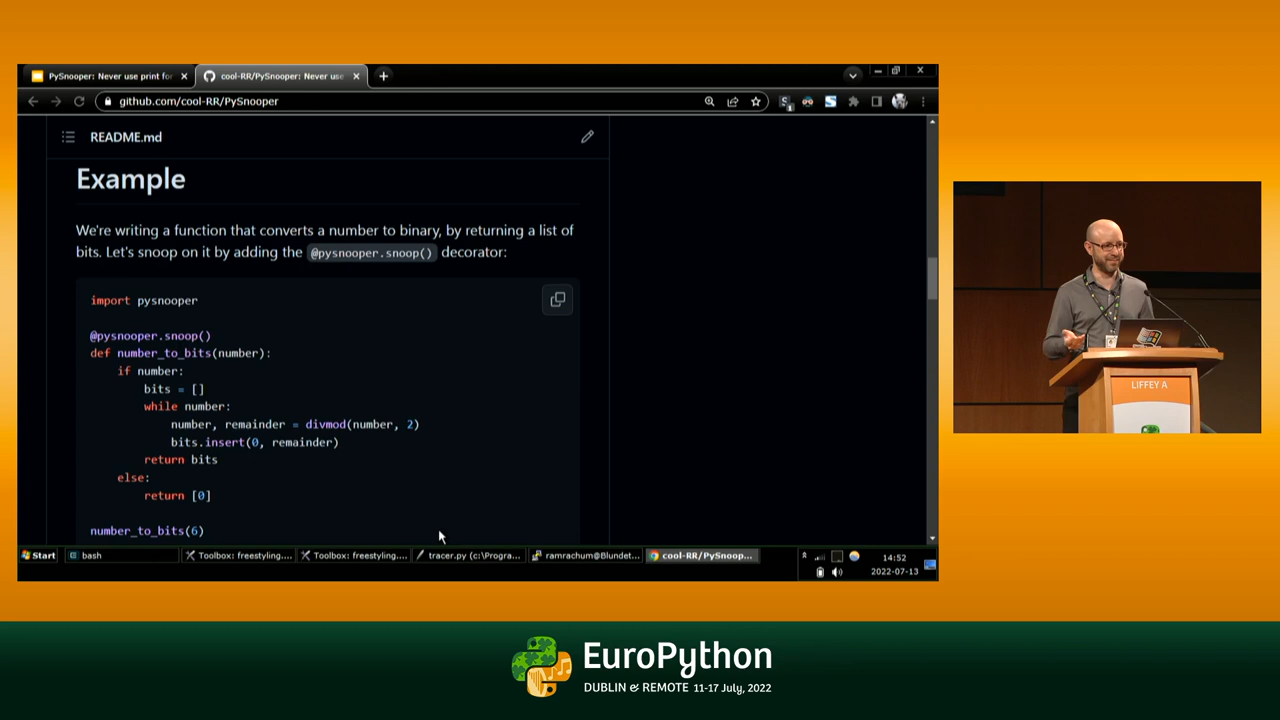 PySnooper: Never use print for
cool-RR/PySnooper: Never use
github.com/cool-RR/PySnooper
README.md
Example
We're writing a function that converts a number to binary, by returning a list of
bits. Let's snoop on it by adding the @pysnooper.snoop() decorator:
import pysnooper
@pysnooper.snoop()
def number_to_bits(number):
if number:
bits = []
while number:
number, remainder = divmod(number, 2)
bits.insert(0, remainder)
return bits
else:
return [0]
number_to_bits(6)
Start
bash
Toolbox: freestyling....
Toolbox: freestyling....
tracer.py (c:\Progra...
ramrachum@Blundet...
cool-RR/PySnoop...
14:52
2022-07-13
LIFFEY A
EuroPython
DUBLIN & REMOTE 11-17 July, 2022